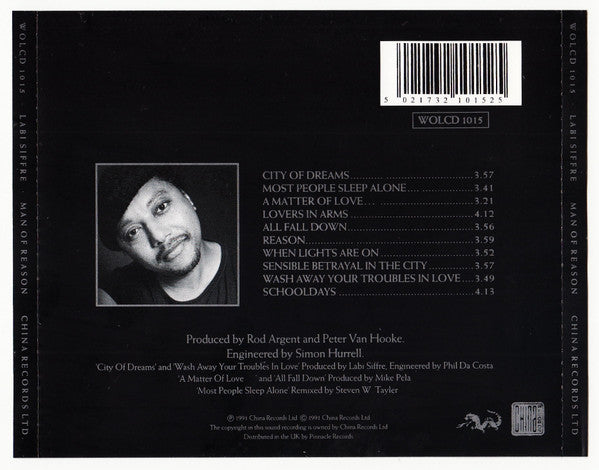 WOLCD 1015 LABI SIFFRE MAN OF REASON CHINA RECORDS LTD
5 021732 101525
WOLCD 1015
CITY OF DREAMS 3.57
MOST PEOPLE SLEEP ALONE 3.41
A MATTER OF LOVE 3.21
LOVERS IN ARMS 4.12
ALL FALL DOWN 3.56
REASON 3.59
WHEN LIGHTS ARE ON 3.52
SENSIBLE BETRAYAL IN THE CITY 3.57
WASH AWAY YOUR TROUBLES IN LOVE 3.49
SCHOOLDAYS 4.13
Produced by Rod Argent and Peter Van Hooke.
Engineered by Simon Hurrell.
'City Of Dreams' and 'Wash Away Your Troubles In Love' Produced by Labi Siffre, Engineered by Phil Da Costa
'A Matter Of Love and 'All Fall Down' Produced by Mike Pela
'Most People Sleep Alone' Remixed by Steven W. Taylor
℗ 1991 China Records Ltd © 1991 China Records Ltd
The copyright in this sound recording is owned by China Records Ltd
Distributed in the UK by Pinnacle Records
CHINA
WOLCD 1015 LABI SIFFRE MAN OF REASON CHINA RECORDS LTD